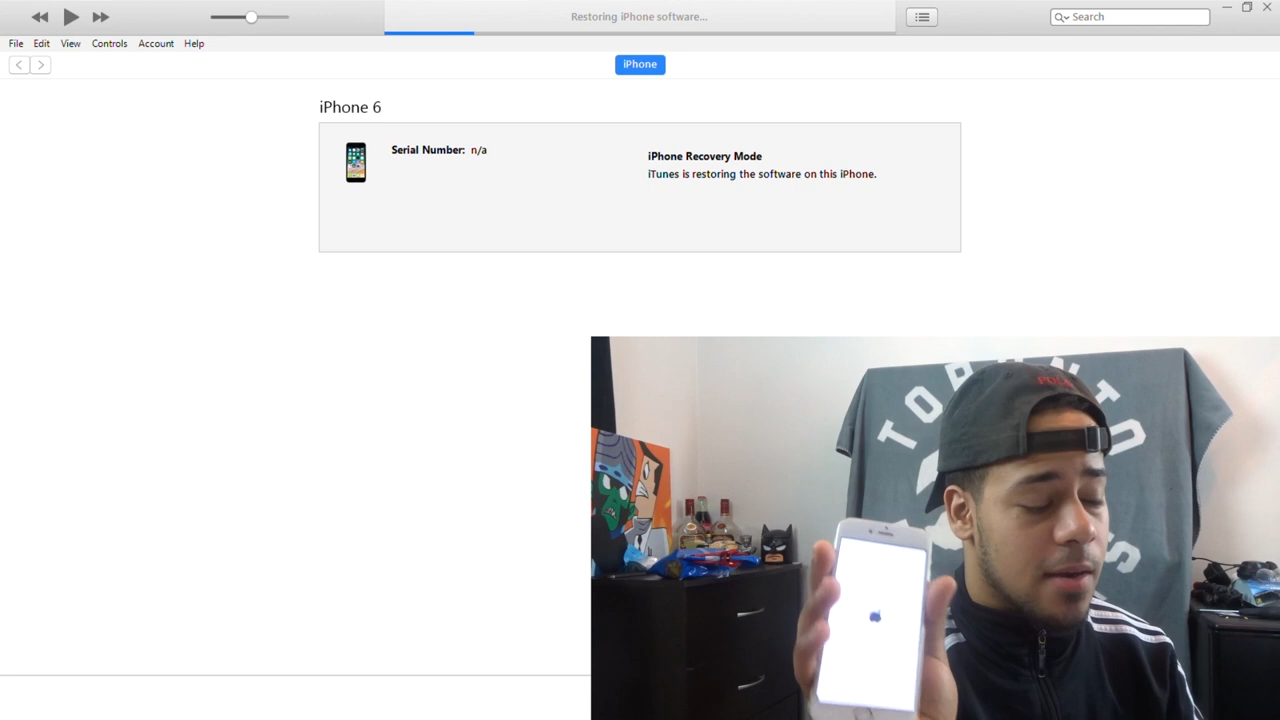 Restoring iPhone software...
Search
File Edit View Controls Account Help
iPhone
iPhone 6
Serial Number: n/a
iPhone Recovery Mode
iTunes is restoring the software on this iPhone.
TORONTO